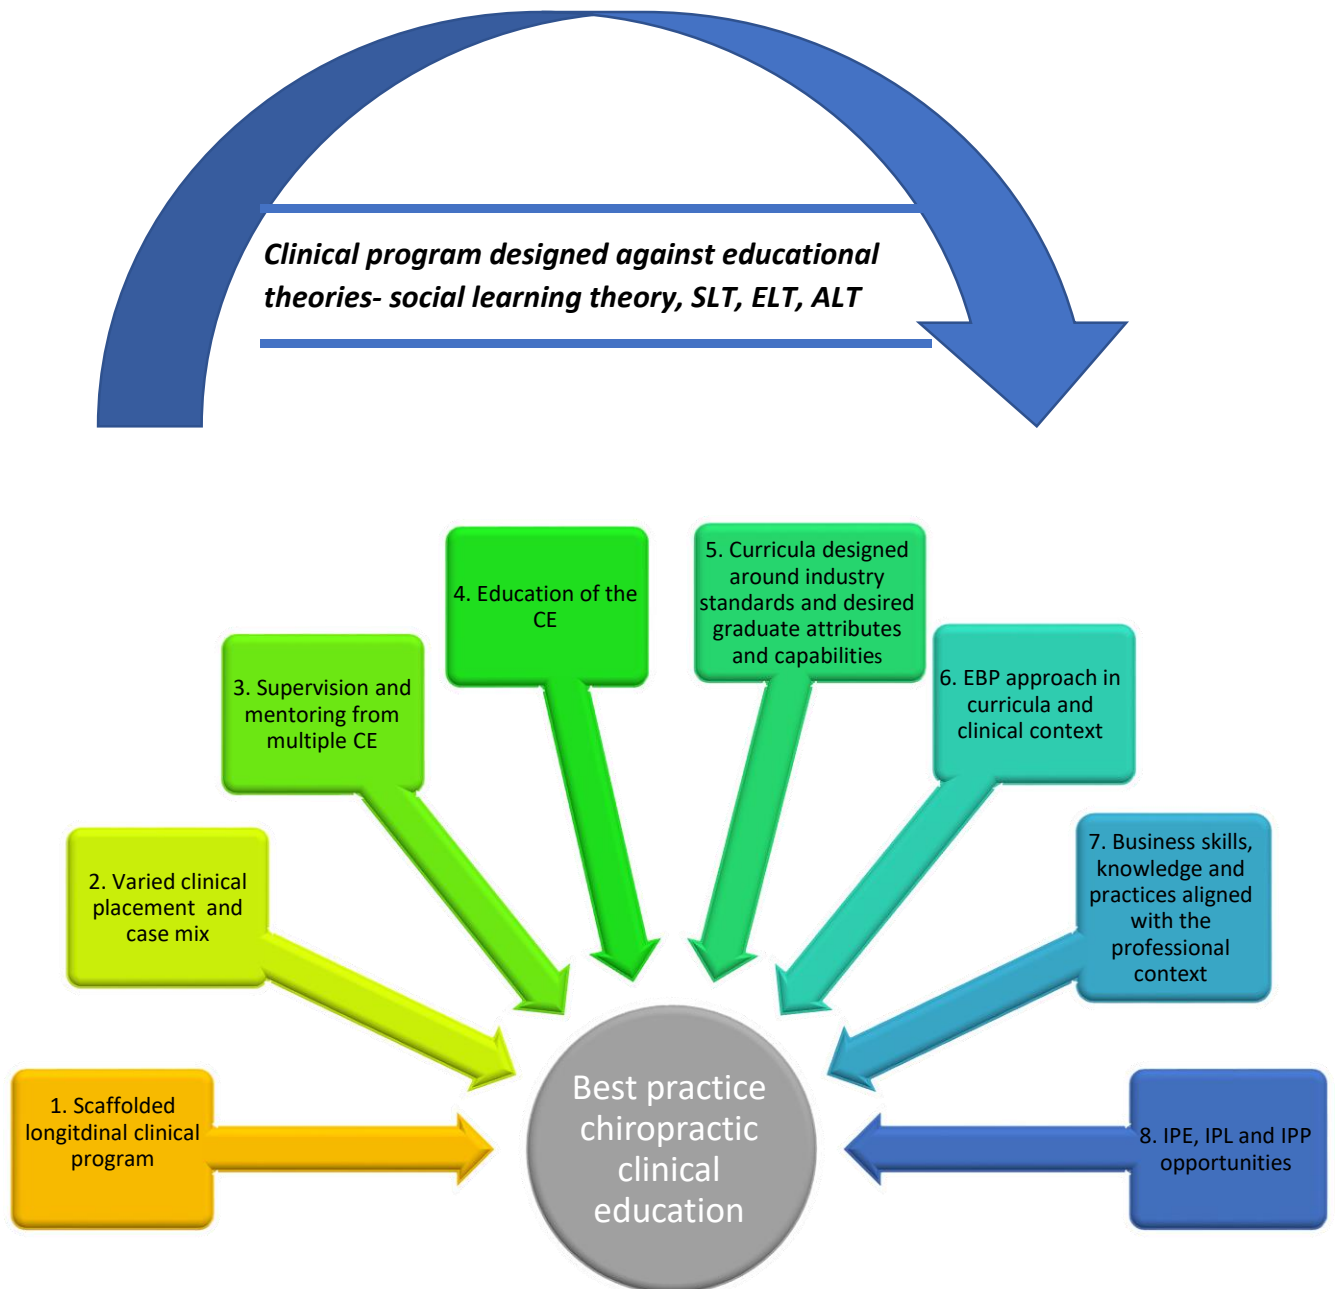 Clinical program designed against educational
theories- social learning theory, SLT, ELT, ALT
4. Education of the
CE
5. Curricula designed
around industry
standards and desired
graduate attributes
and capabilities
3. Supervision and
mentoring from
multiple CE
6. EBP approach in
curricula and
clinical context
2. Varied clinical
placement and
case mix
7. Business skills,
knowledge and
practices aligned
with the
professional
context
1. Scaffolded
longitdinal clinical
program
8. IPE, IPL and IPP
opportunities
Best practice
chiropractic
clinical
education